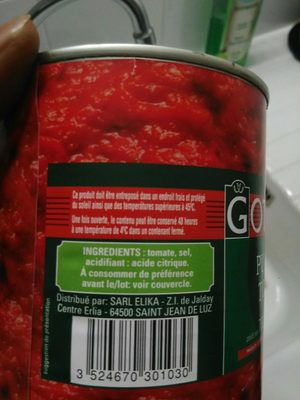 Ce produit doit être entreposé dans un endroit frais et protégé
du soleil ainsi que des températures supérieures à 45°C.
Une fois ouverte, le contenu peut être conservé 48 heures
à une température de 4°C dans un contenant fermé.
INGREDIENTS : tomate, sel,
acidifiant : acide citrique.
À consommer de préférence
avant le/lot: voir couvercle.
Distribué par: SARL ELIKA - Z.I. de Jalday
Centre Erlia - 64500 SAINT JEAN DE LUZ
3 524670 301030
Suggestion de présentation
GO